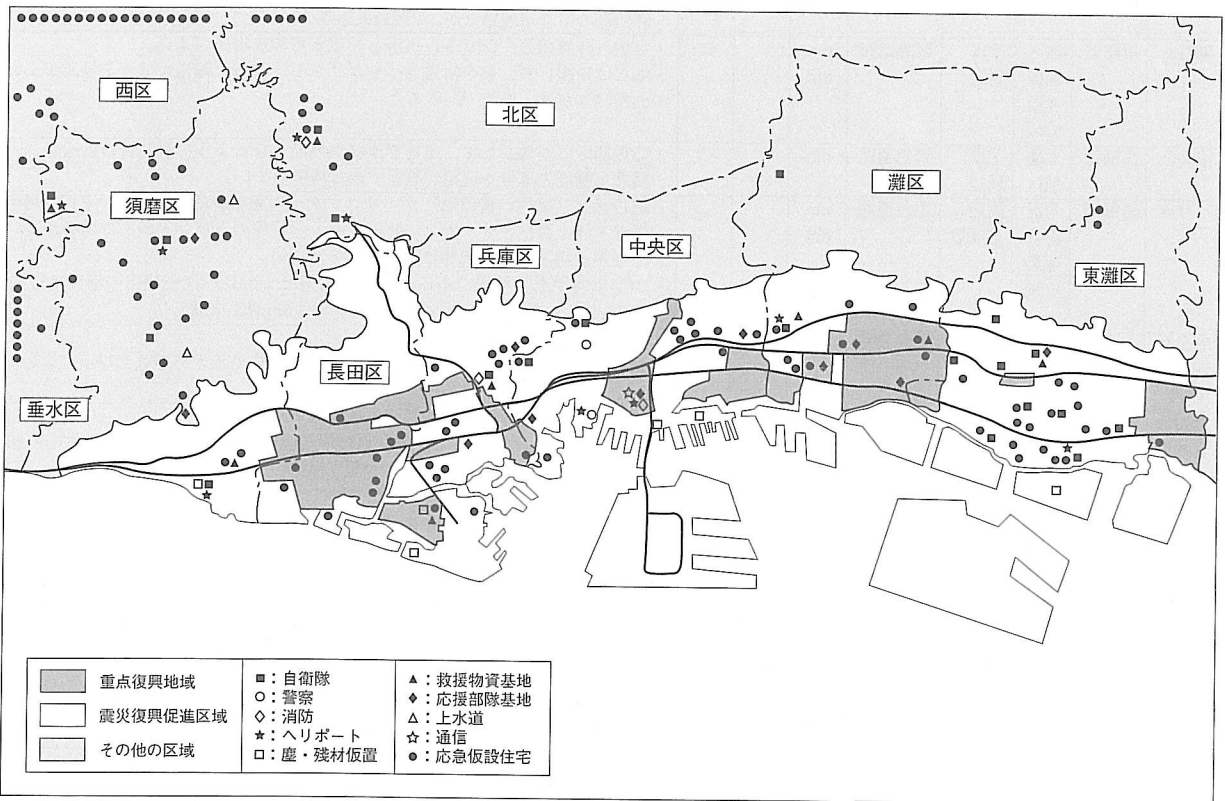 西区
北区
灘区
須磨区
中央区
兵庫区
東灘区
長田区
垂水区
重点復興地域
震災復興促進区域
その他の区域
■：自衛隊
○：警察
◇：消防
★：ヘリポート
□：塵・残材仮置
▲：救援物資基地
◆：応援部隊基地
△：上水道
☆：通信
●：応急仮設住宅